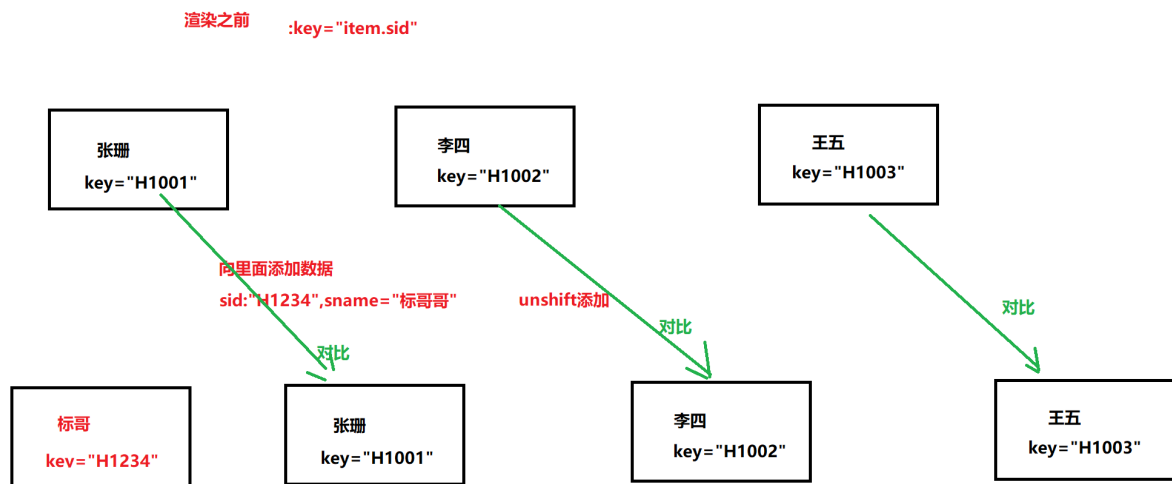 渲染之前
:key="item.sid"
张珊
key="H1001"
李四
key="H1002"
王五
key="H1003"
向里面添加数据
sid:"H1234",sname="标哥哥"
unshift添加
对比
对比
对比
标哥
key="H1234"
张珊
key="H1001"
李四
key="H1002"
王五
key="H1003"